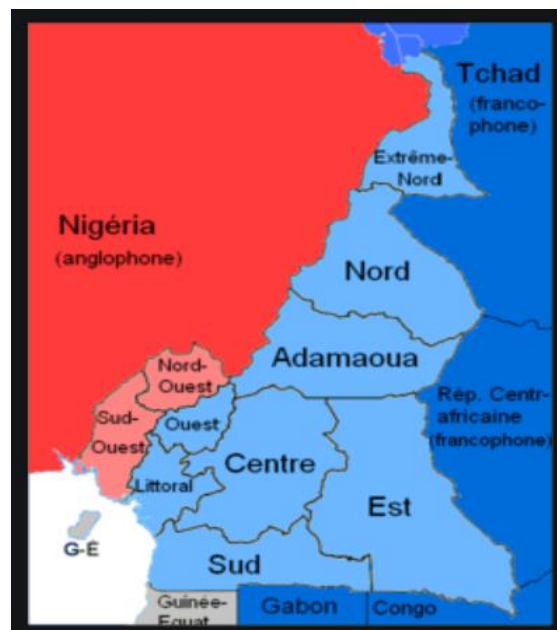 Tchad
(franco-
phone)
Extrême-
Nord
Nigéria
(anglophone)
Nord
Adamaoua
Nord-
Ouest
Rép. Centr-
africaine
(francophone)
Sud-
Ouest
Ouest
Centre
Littoral
Est
G-É
Sud
Guinée-
Équat.
Gabon
Congo